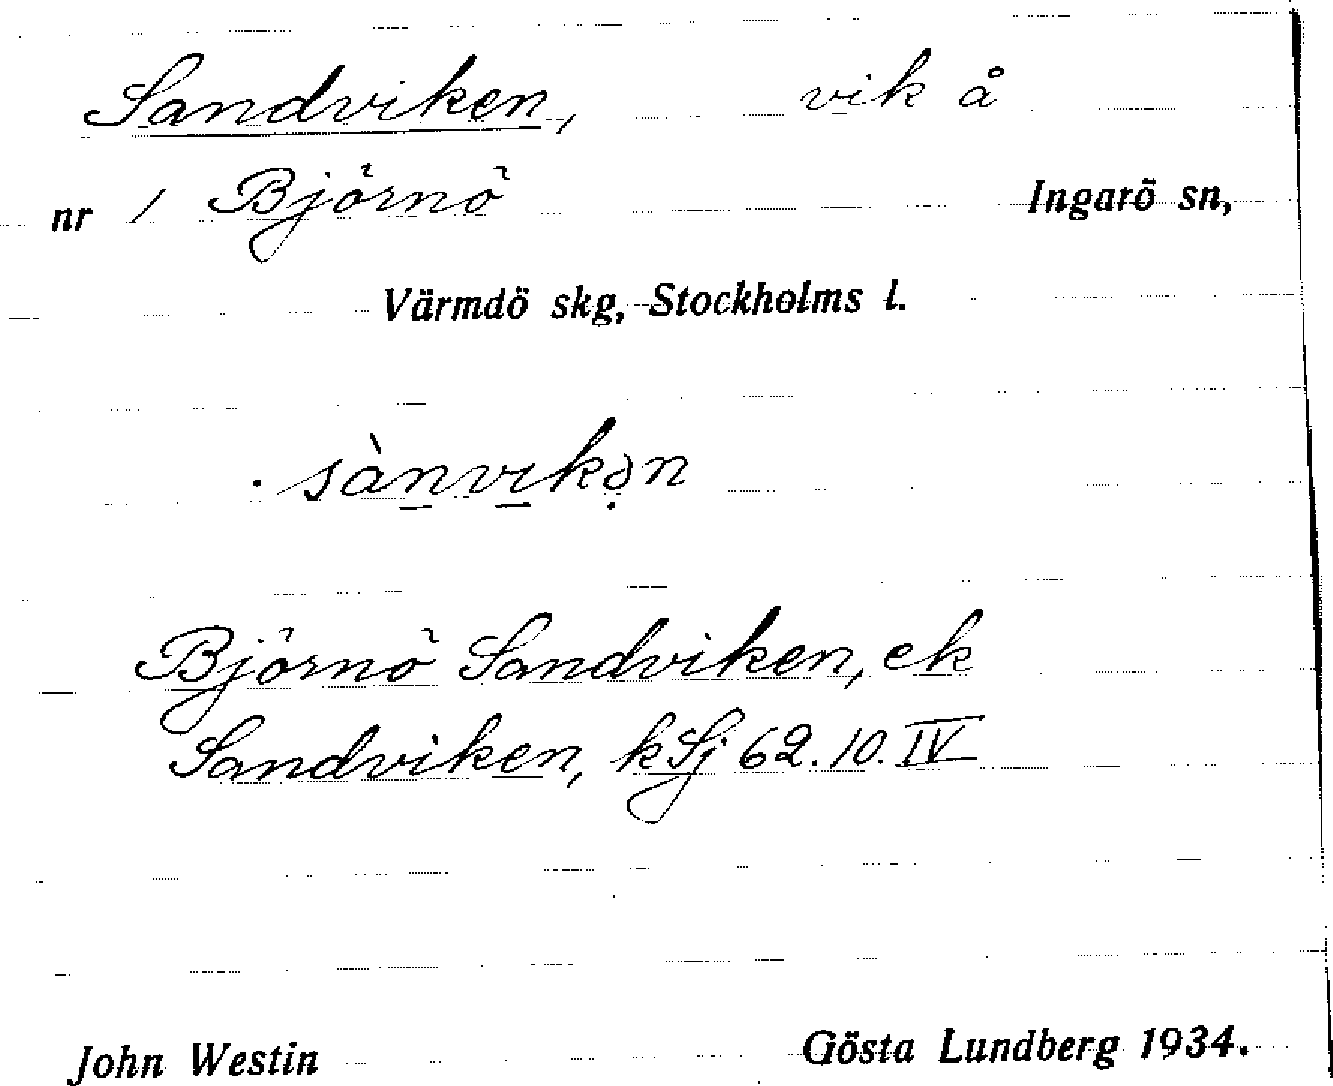 Sandviken, vik å
nr 1 Björnö Ingarö sn,
Värmdö skg, Stockholms l.
. sànvikən
Björnö Sandviken, ek
Sandviken, kSj 62.10.IV
John Westin Gösta Lundberg 1934.